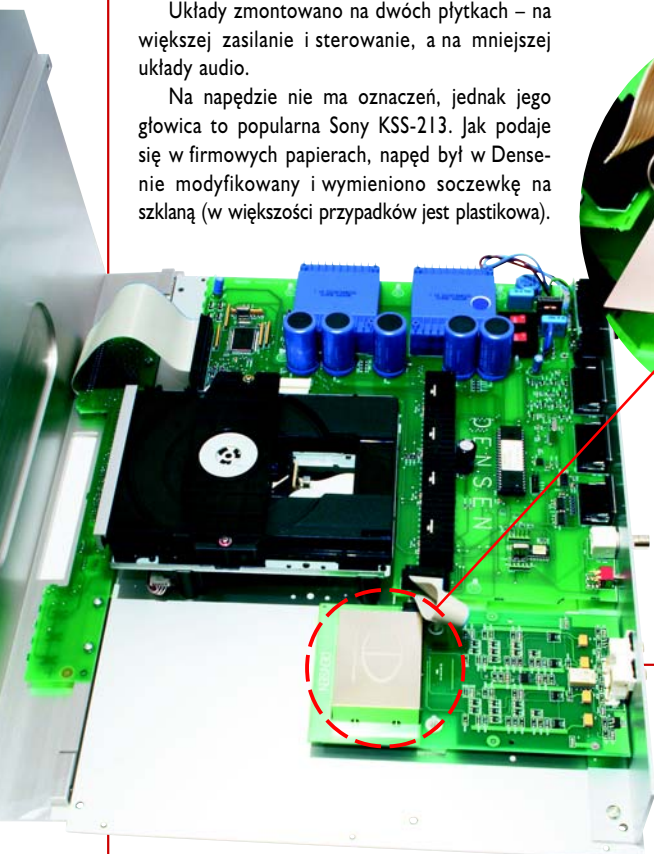 Układy zmontowano na dwóch płytkach – na
większej zasilanie i sterowanie, a na mniejszej
układy audio.
Na napędzie nie ma oznaczeń, jednak jego
głowica to popularna Sony KSS-213. Jak podaje
się w firmowych papierach, napęd był w Dense-
nie modyfikowany i wymieniono soczewkę na
szklaną (w większości przypadków jest plastikowa).
DENSEN
DENSEN